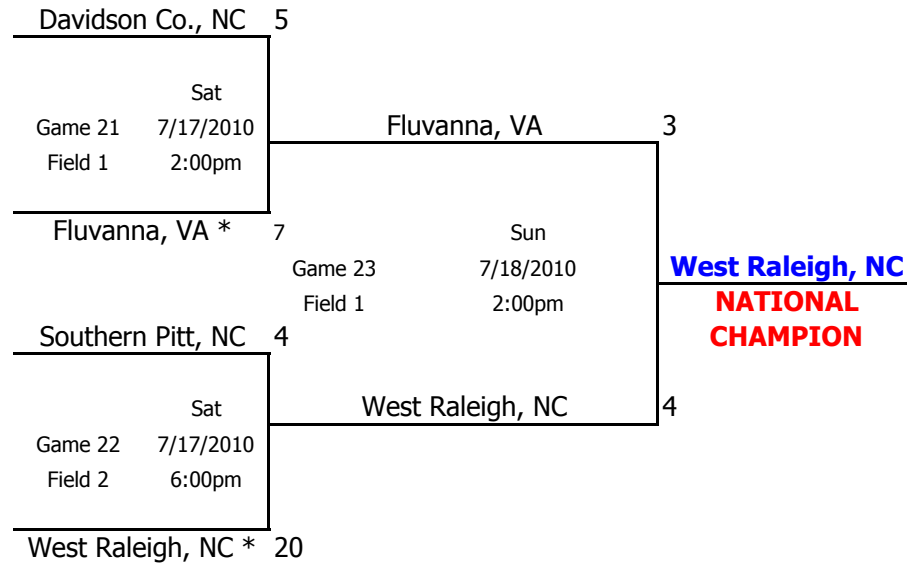 Davidson Co., NC 5
Sat
Game 21 7/17/2010
Field 1 2:00pm
Fluvanna, VA 3
Fluvanna, VA * 7
Sun
Game 23 7/18/2010
Field 1 2:00pm
West Raleigh, NC
NATIONAL
CHAMPION
Southern Pitt, NC 4
Sat
Game 22 7/17/2010
Field 2 6:00pm
West Raleigh, NC 4
West Raleigh, NC * 20